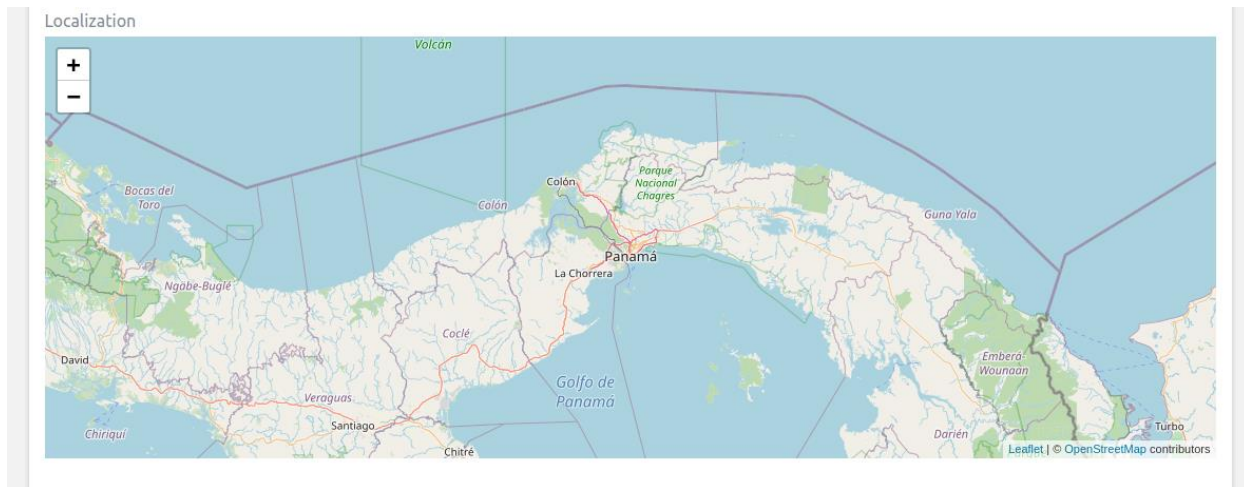 Localization
Volcán
+
−
Bocas del
Toro
Colón
Colón
Parque
Nacional
Chagres
Guna Yala
Panamá
La Chorrera
Ngäbe-Buglé
Coclé
David
Emberá-
Wounaan
Golfo de
Panamá
Veraguas
Santiago
Chiriquí
Darién
Turbo
Chitré
Leaflet | © OpenStreetMap contributors